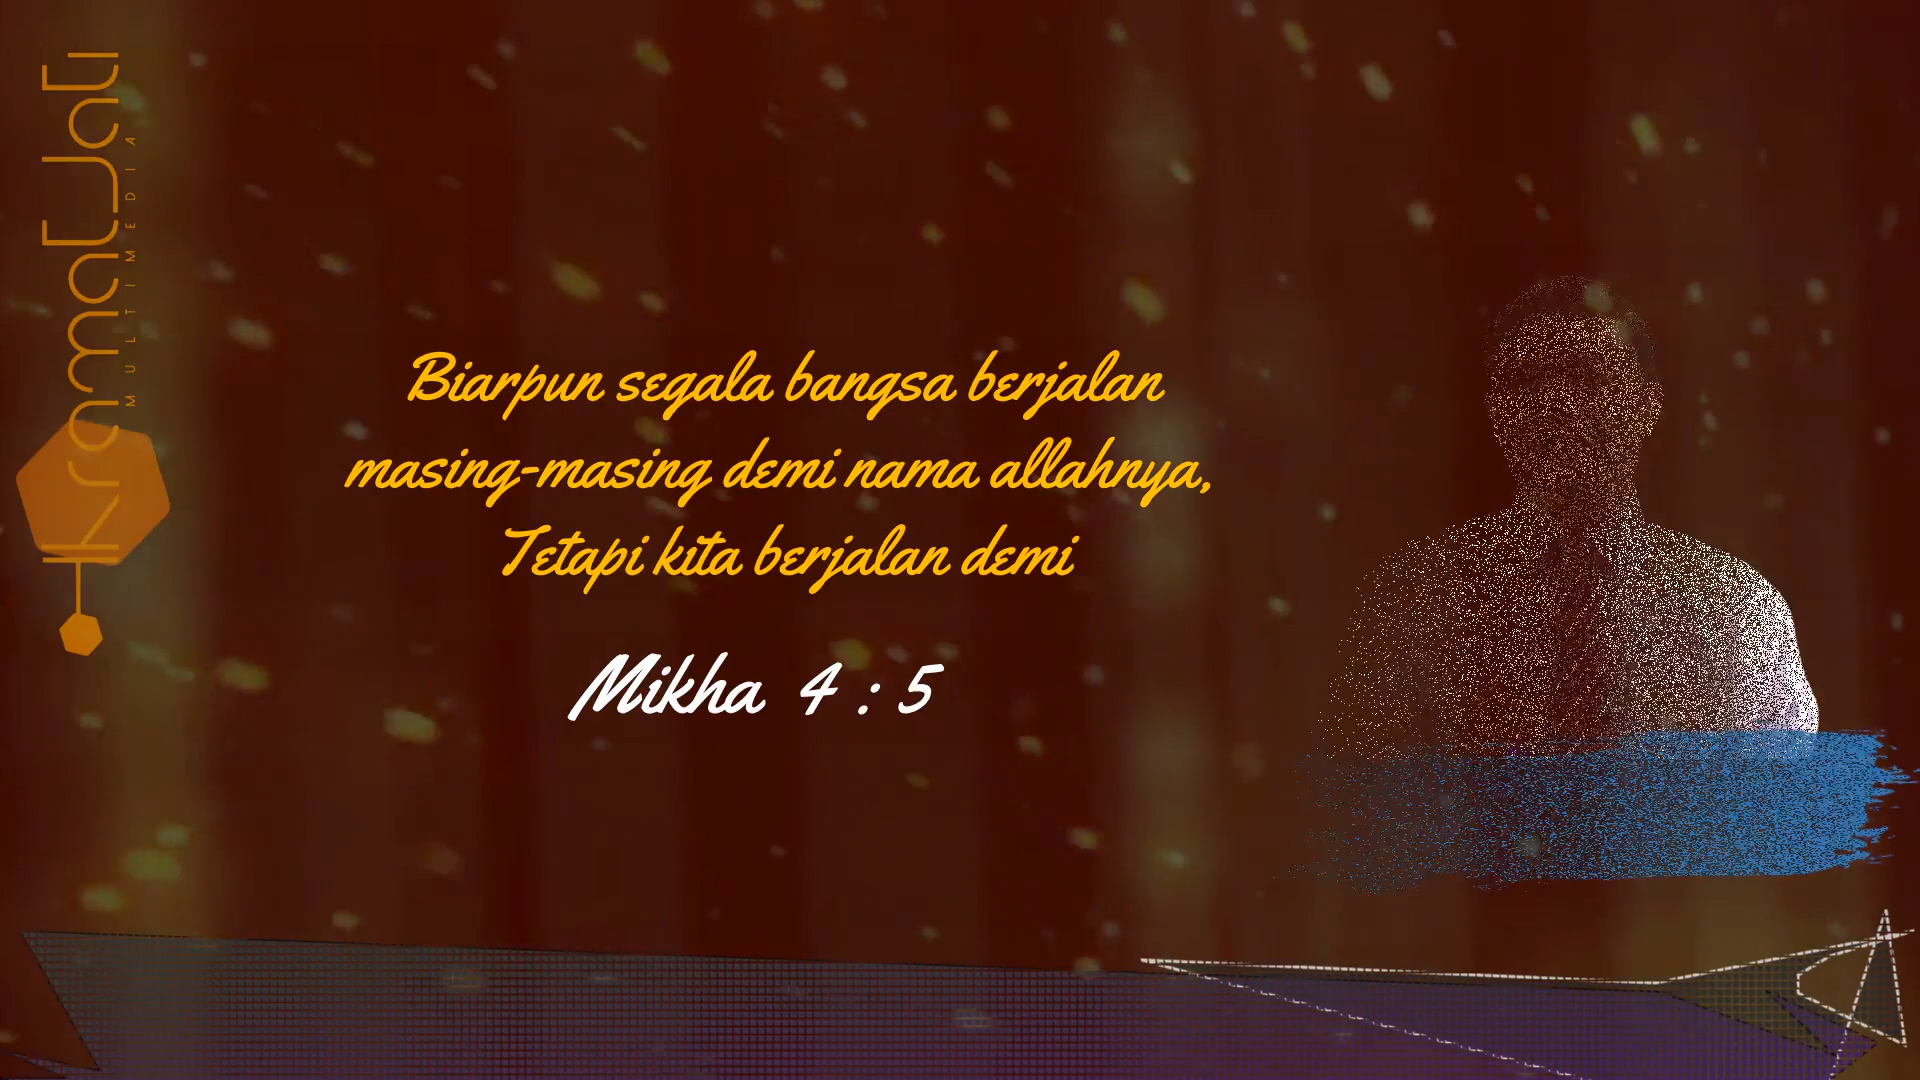 KramatJati
MULTIMEDIA
Biarpun segala bangsa berjalan
masing-masing demi nama allahnya,
Tetapi kita berjalan demi
Mikha 4 : 5